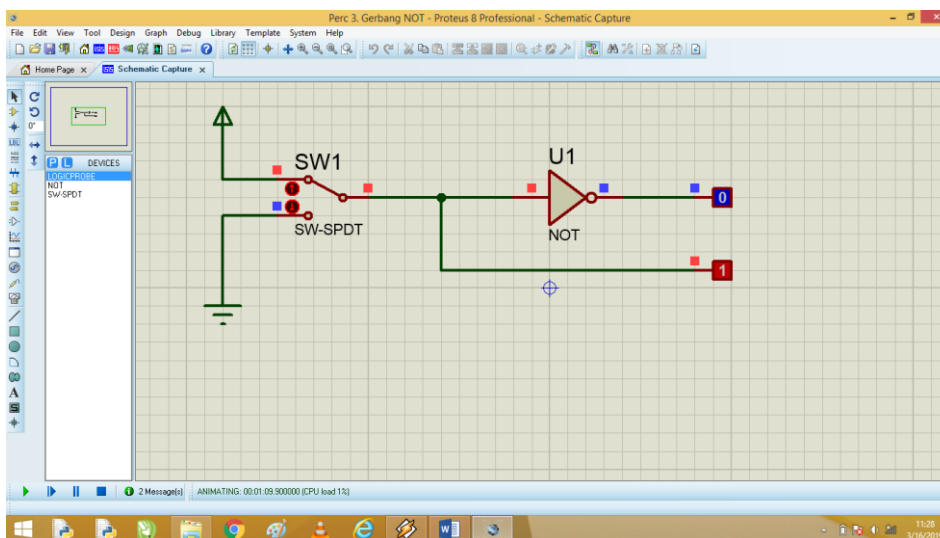 Perc 3. Gerbang NOT - Proteus 8 Professional - Schematic Capture
File Edit View Tool Design Graph Debug Library Template System Help
Home Page x Schematic Capture x
0°
P L DEVICES
LOGICPROBE
NOT
SW-SPDT
SW1
SW-SPDT
U1
NOT
0
1
2 Message(s) ANIMATING: 00:01:09.900000 (CPU load 1%)
11:28